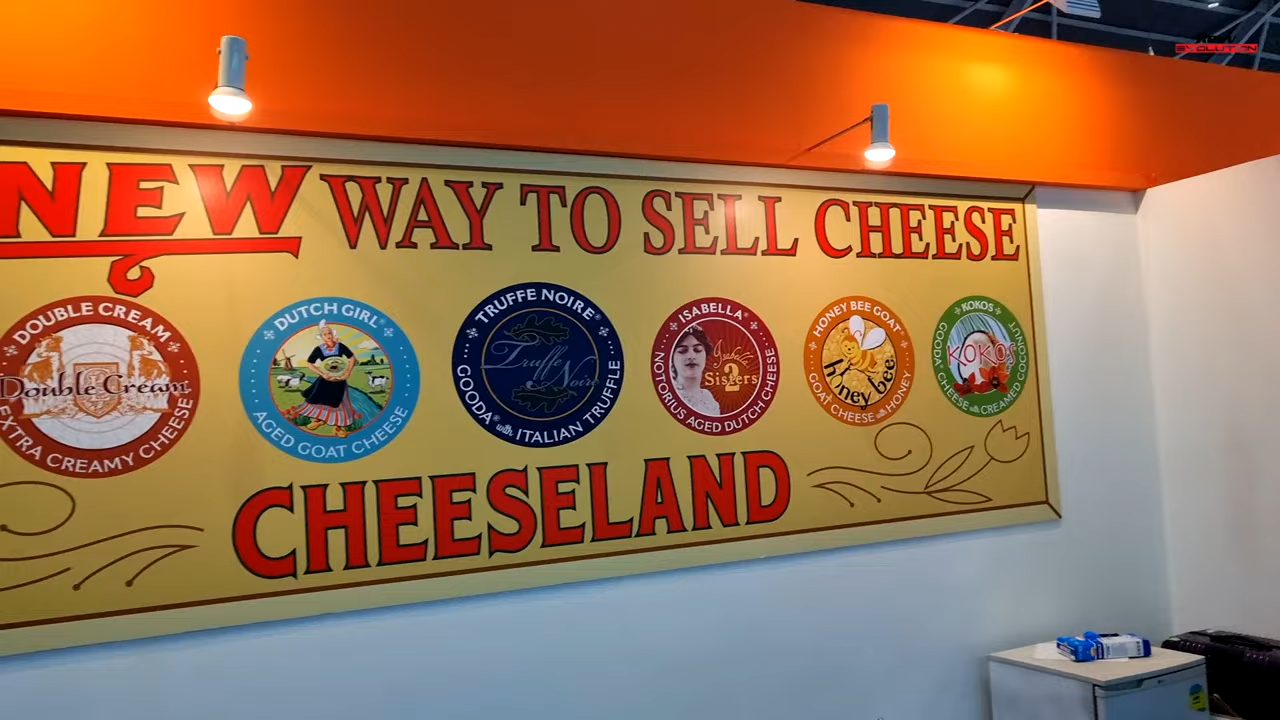 NEW WAY TO SELL CHEESE
DOUBLE CREAM
Double Cream
EXTRA CREAMY CHEESE
DUTCH GIRL®
AGED GOAT CHEESE
TRUFFE NOIRE®
Truffe Noire
GOODA® with ITALIAN TRUFFLE
ISABELLA®
Isabella
2
Sisters
NOTORIUS AGED DUTCH CHEESE
HONEY BEE GOAT
honey bee
GOAT CHEESE with HONEY
KOKOS
KOKOS
GOODA CHEESE with CREAMED COCONUT
CHEESELAND